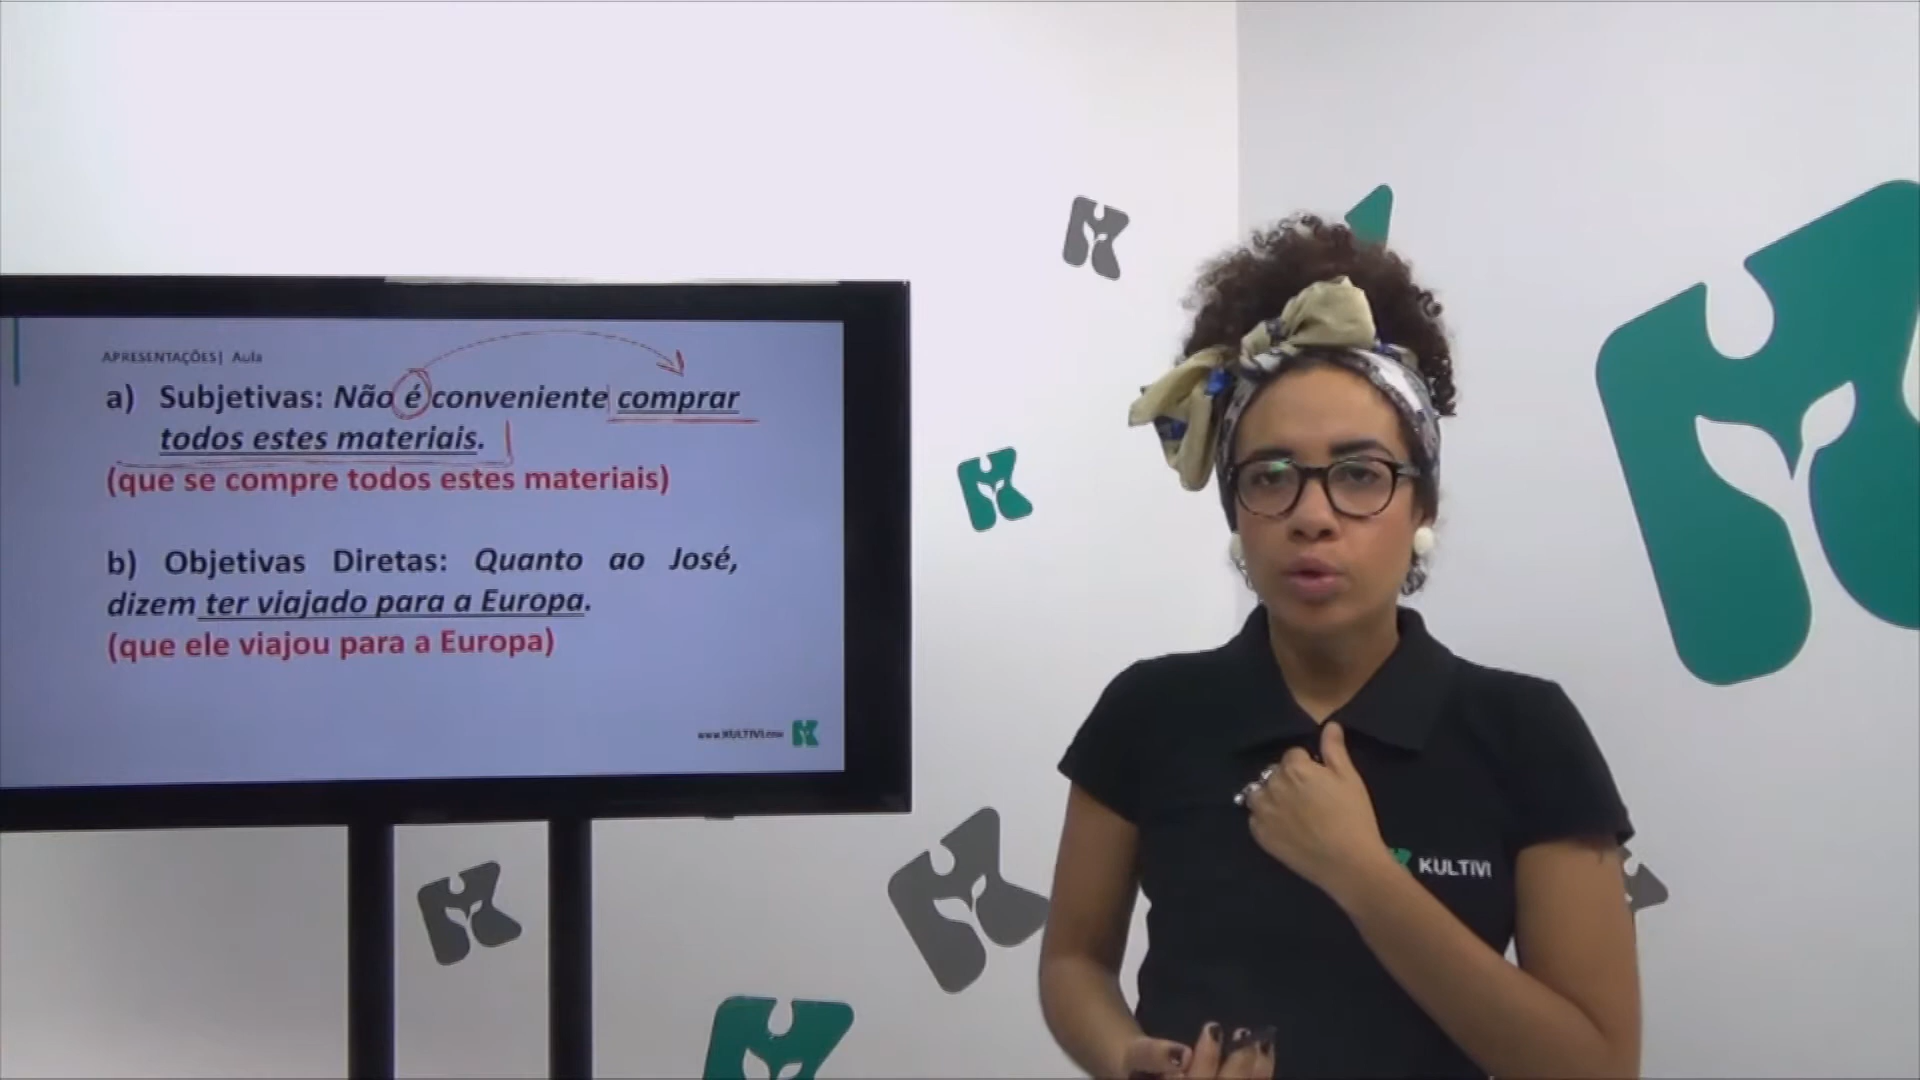 APRESENTAÇÕES| Aula
a) Subjetivas: Não é conveniente comprar
todos estes materiais.
(que se compre todos estes materiais)
b) Objetivas Diretas: Quanto ao José,
dizem ter viajado para a Europa.
(que ele viajou para a Europa)
www.KULTIVI.com
KULTIVI